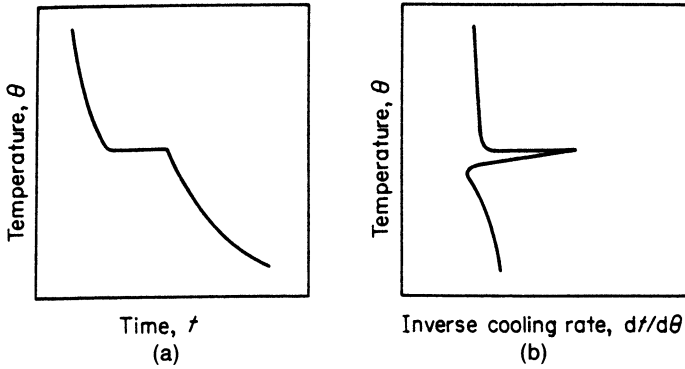 Temperature, θ
Time, t
(a)
Temperature, θ
Inverse cooling rate, dt/dθ
(b)